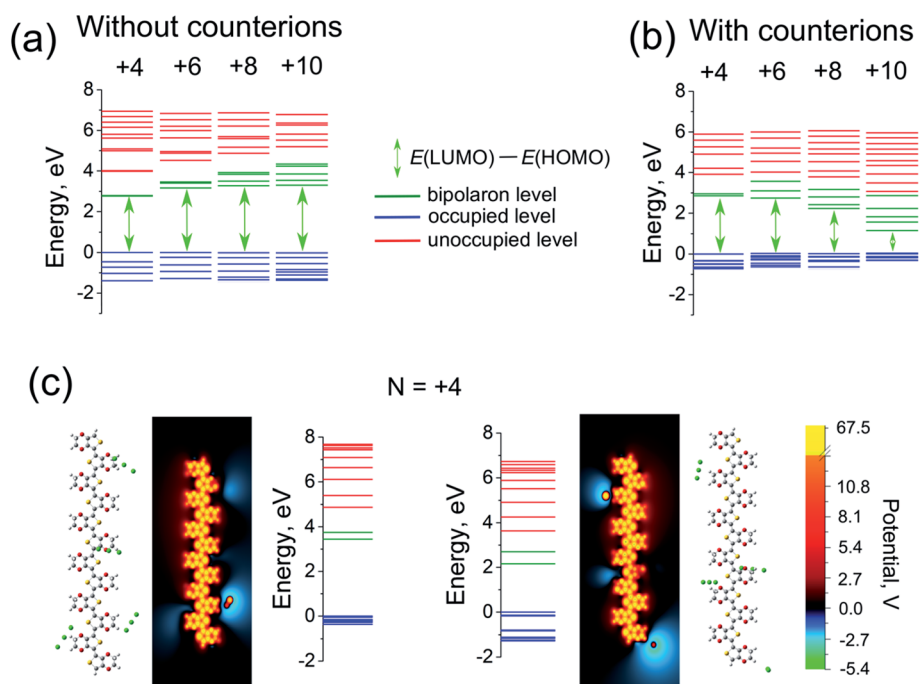 (a) Without counterions
+4 +6 +8 +10
Energy, eV
8
6
4
2
0
-2
E(LUMO) — E(HOMO)
bipolaron level
occupied level
unoccupied level
(b) With counterions
+4 +6 +8 +10
Energy, eV
8
6
4
2
0
-2
(c)
N = +4
Energy, eV
8
6
4
2
0
-2
Energy, eV
8
6
4
2
0
-2
67.5
10.8
8.1
5.4
2.7
0.0
-2.7
-5.4
Potential, V